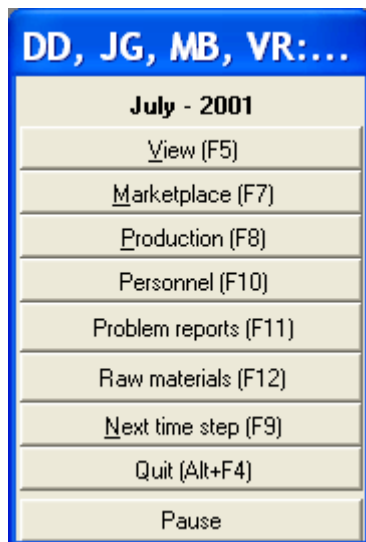 DD, JG, MB, VR:...
July - 2001
View (F5)
Marketplace (F7)
Production (F8)
Personnel (F10)
Problem reports (F11)
Raw materials (F12)
Next time step (F9)
Quit (Alt+F4)
Pause